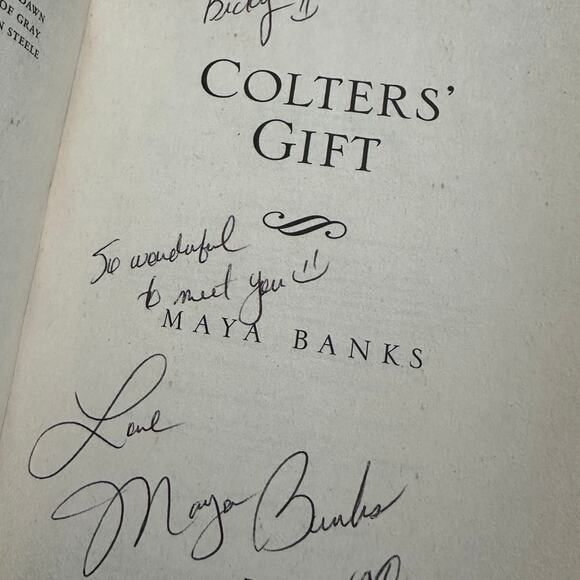 DAWN
OF GRAY
STEELE
Becky
COLTERS'
GIFT
So wonderful
to meet you
MAYA BANKS
Love
Maya Banks